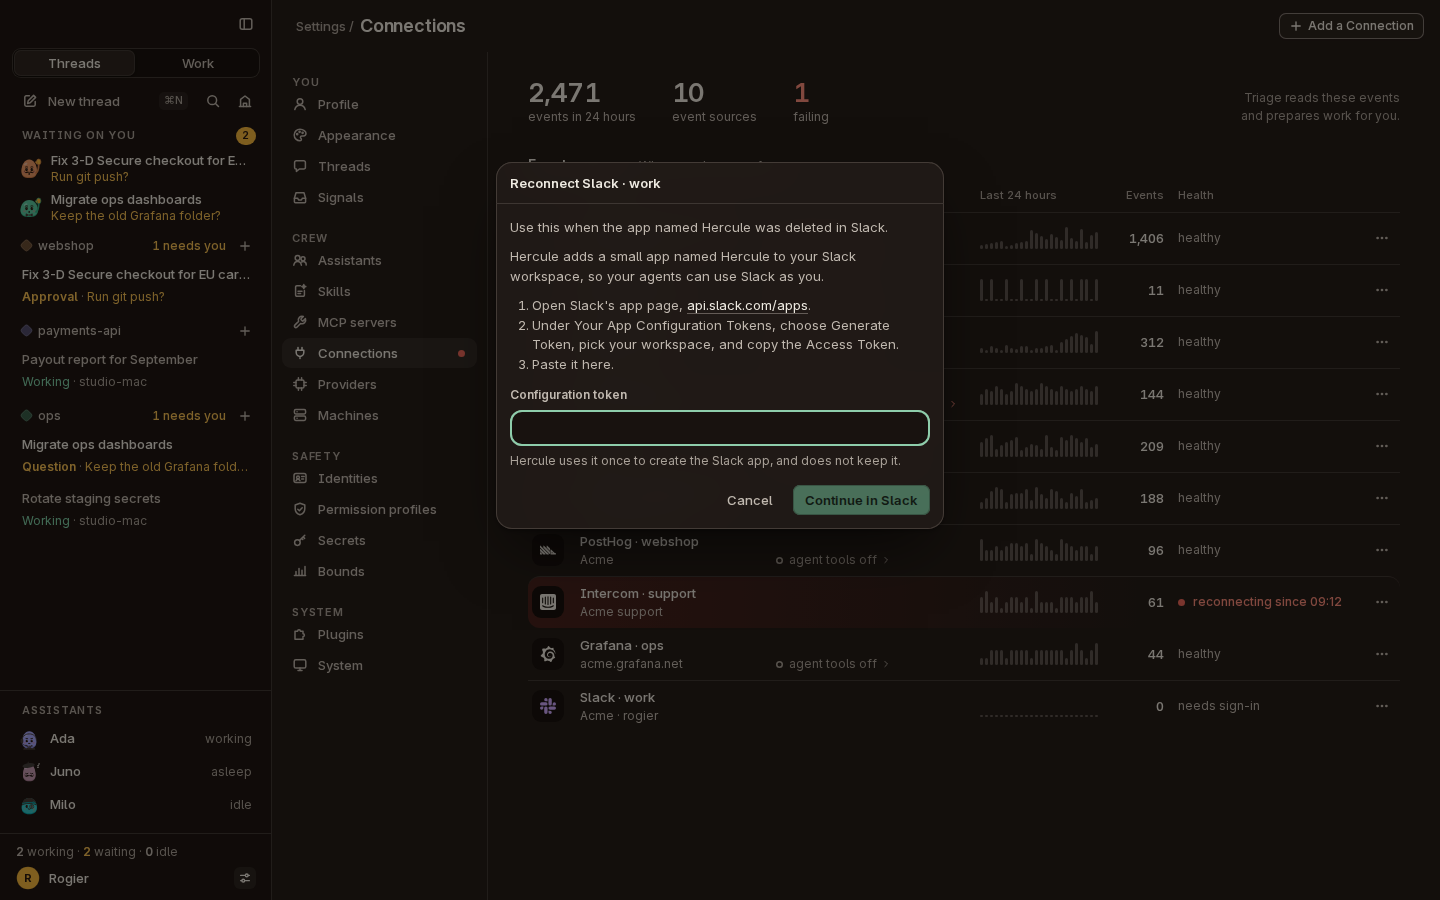 Settings / Connections
Add a Connection
Threads
Work
New thread
⌘N
WAITING ON YOU
2
Fix 3-D Secure checkout for E...
Run git push?
Migrate ops dashboards
Keep the old Grafana folder?
webshop
1 needs you
Fix 3-D Secure checkout for EU car...
Approval · Run git push?
payments-api
Payout report for September
Working · studio-mac
ops
1 needs you
Migrate ops dashboards
Question · Keep the old Grafana fold...
Rotate staging secrets
Working · studio-mac
ASSISTANTS
Ada
working
Juno
asleep
Milo
idle
2 working · 2 waiting · 0 idle
R
Rogier
YOU
Profile
Appearance
Threads
Signals
CREW
Assistants
Skills
MCP servers
Connections
Providers
Machines
SAFETY
Identities
Permission profiles
Secrets
Bounds
SYSTEM
Plugins
System
2,471
events in 24 hours
10
event sources
1
failing
Triage reads these events
and prepares work for you.
Last 24 hours
Events
Health
1,406
healthy
11
healthy
312
healthy
144
healthy
209
healthy
188
healthy
PostHog · webshop
Acme
agent tools off
96
healthy
Intercom · support
Acme support
61
reconnecting since 09:12
Grafana · ops
acme.grafana.net
agent tools off
44
healthy
Slack · work
Acme · rogier
0
needs sign-in
Reconnect Slack · work
Use this when the app named Hercule was deleted in Slack.
Hercule adds a small app named Hercule to your Slack
workspace, so your agents can use Slack as you.
1. Open Slack's app page, api.slack.com/apps.
2. Under Your App Configuration Tokens, choose Generate
Token, pick your workspace, and copy the Access Token.
3. Paste it here.
Configuration token
Hercule uses it once to create the Slack app, and does not keep it.
Cancel
Continue in Slack